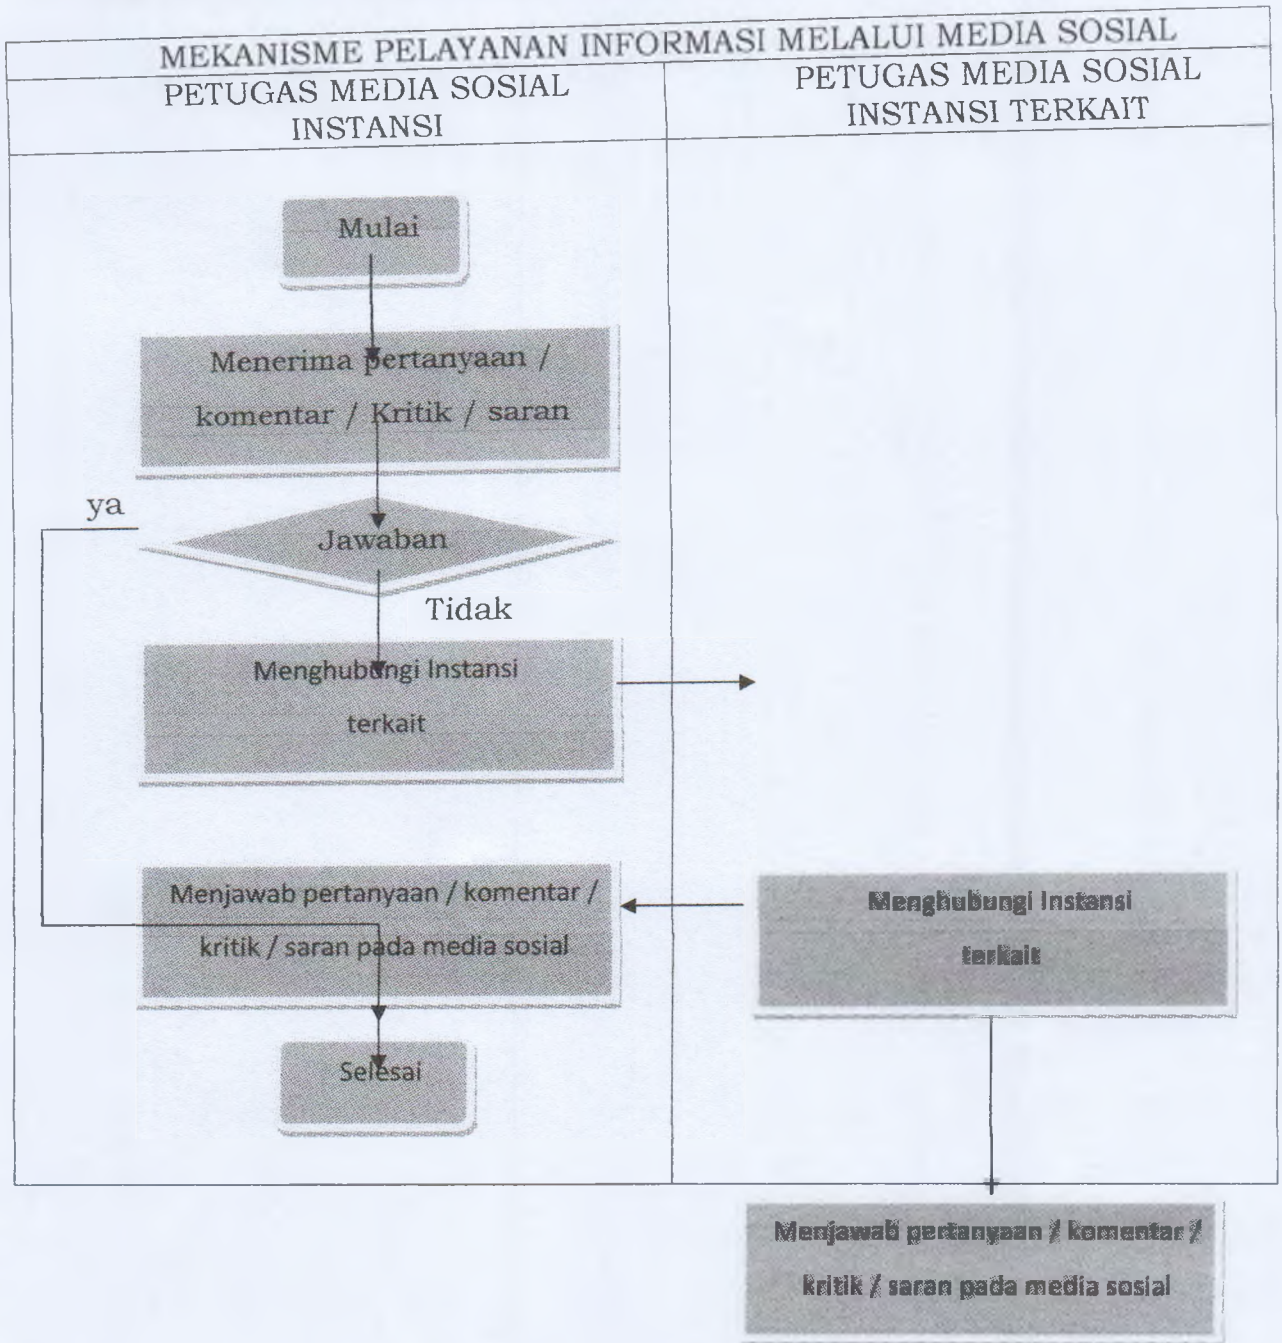 MEKANISME PELAYANAN INFORMASI MELALUI MEDIA SOSIAL
PETUGAS MEDIA SOSIAL
INSTANSI
PETUGAS MEDIA SOSIAL
INSTANSI TERKAIT
Mulai
Menerima pertanyaan /
komentar / Kritik / saran
ya
Jawaban
Tidak
Menghubungi Instansi
terkait
Menjawab pertanyaan / komentar /
kritik / saran pada media sosial
Menghubungi Instansi
terkait
Selesai
Menjawab pertanyaan / komentar /
kritik / saran pada media sosial